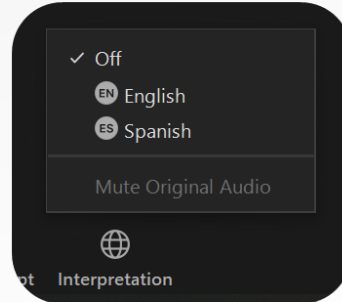 Off
EN English
ES Spanish
Mute Original Audio
pt Interpretation